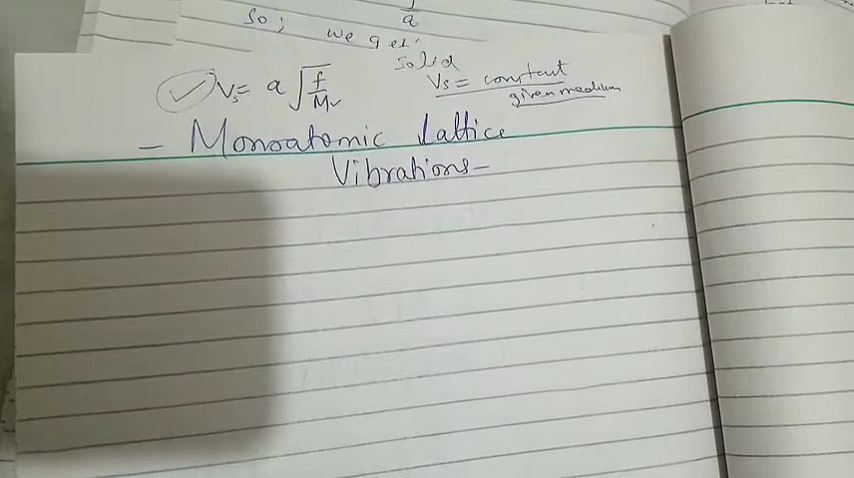 So;
a
we get:
solid
Vs = a √f/M
Vs = constant
given medium
- Monoatomic Lattice
Vibrations-